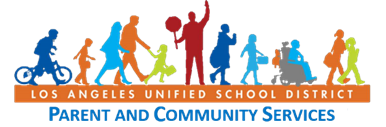 LOS ANGELES UNIFIED SCHOOL DISTRICT
PARENT AND COMMUNITY SERVICES